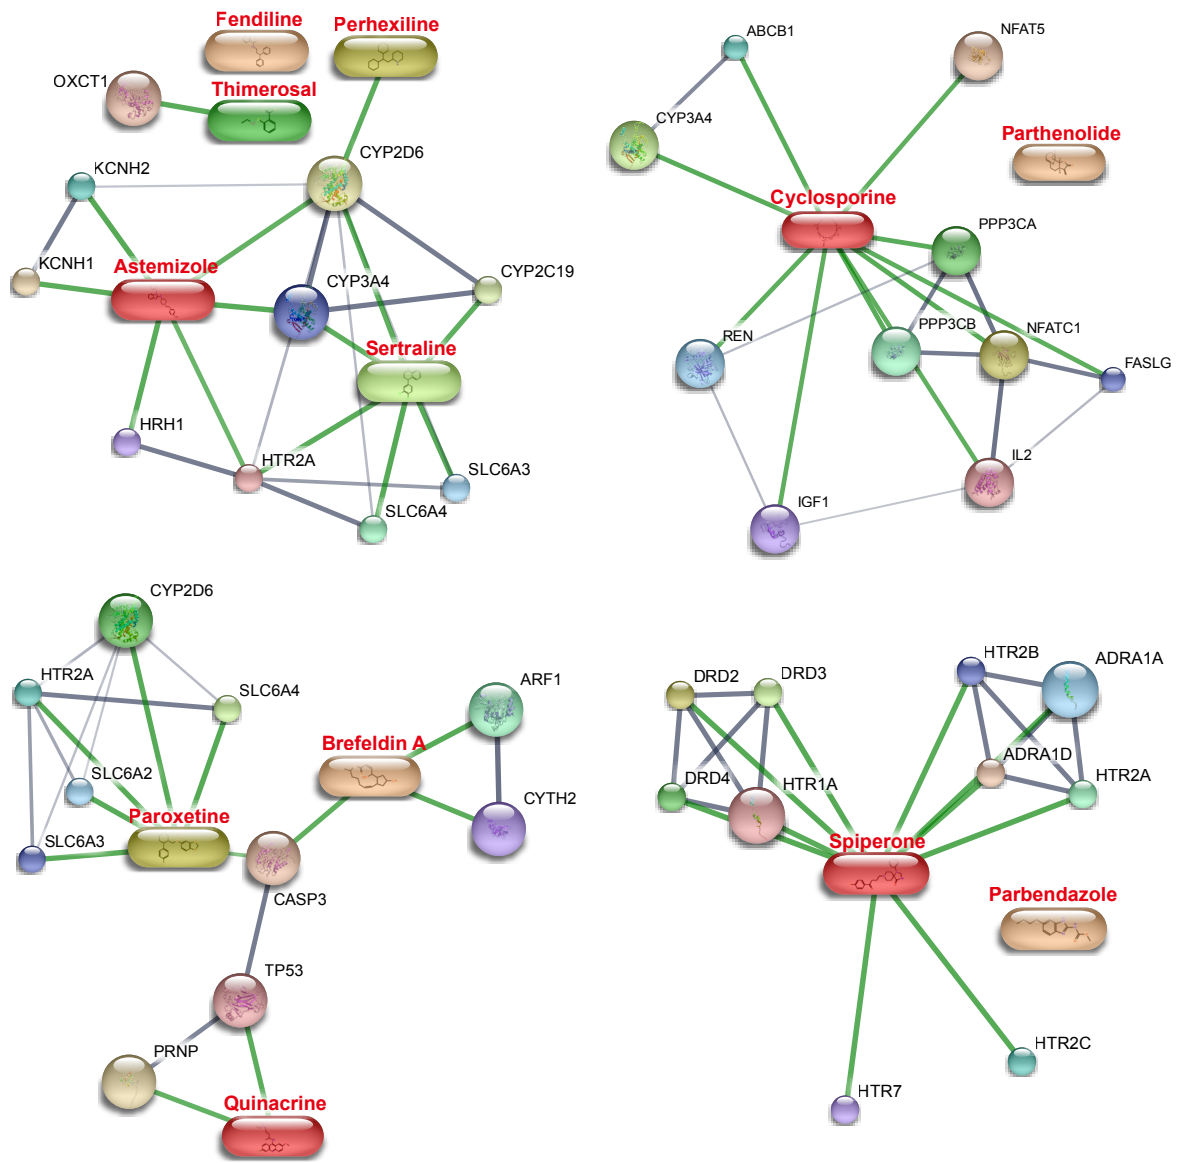 Fendiline
Perhexiline
OXCT1
Thimerosal
KCNH2
CYP2D6
KCNH1
Astemizole
CYP3A4
CYP2C19
Sertraline
HRH1
HTR2A
SLC6A3
SLC6A4
ABCB1
NFAT5
CYP3A4
Parthenolide
Cyclosporine
PPP3CA
REN
PPP3CB
NFATC1
FASLG
IL2
IGF1
CYP2D6
HTR2A
SLC6A4
ARF1
Brefeldin A
SLC6A2
CYTH2
Paroxetine
SLC6A3
CASP3
TP53
PRNP
Quinacrine
HTR2B
ADRA1A
DRD2
DRD3
ADRA1D
DRD4
HTR1A
HTR2A
Spiperone
Parbendazole
HTR2C
HTR7